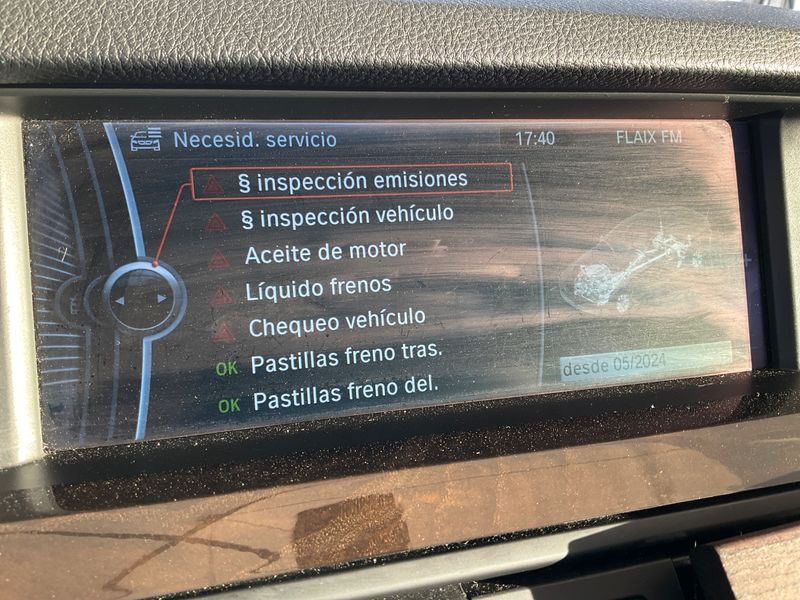 Necesid. servicio 17:40 FLAIX FM
§ inspección emisiones
§ inspección vehículo
Aceite de motor
Líquido frenos
Chequeo vehículo
OK Pastillas freno tras.
OK Pastillas freno del.
desde 05/2024